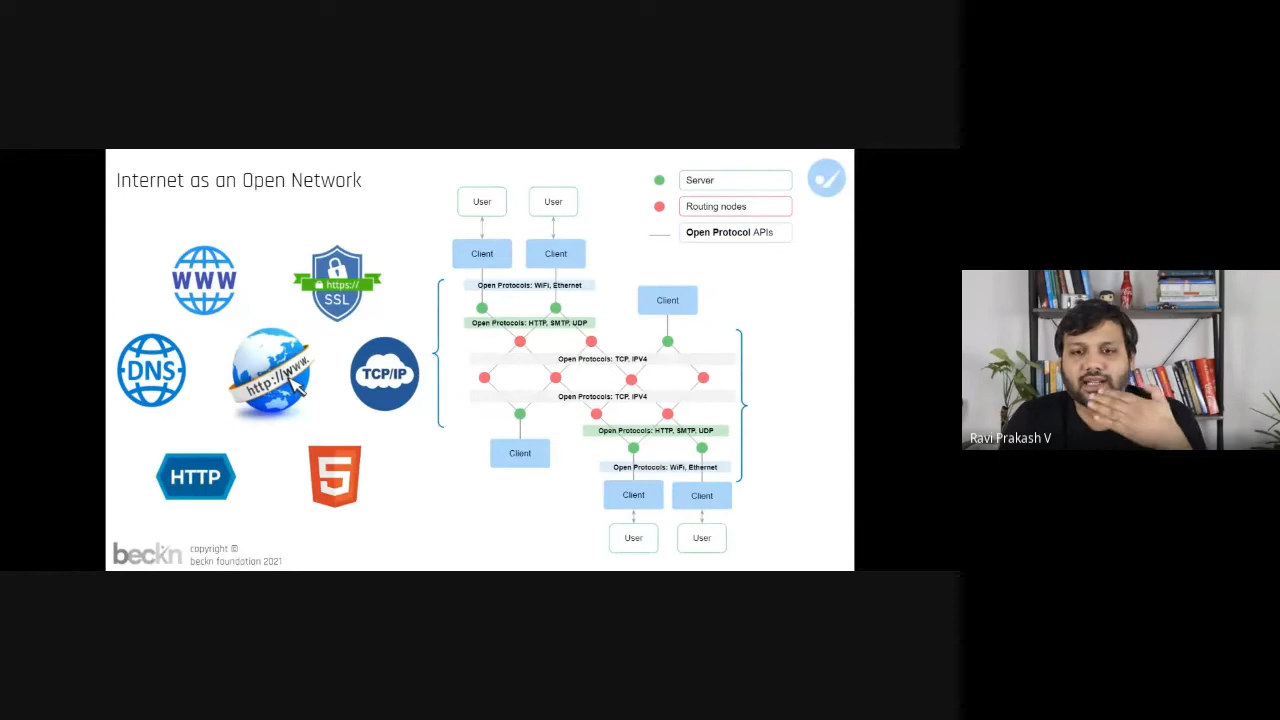 Internet as an Open Network
WWW
https://
SSL
DNS
http://www.
TCP/IP
HTTP
5
beckn
copyright ©
beckn foundation 2021
User
User
Client
Client
Open Protocols: WiFi, Ethernet
Open Protocols: HTTP, SMTP, UDP
Client
Open Protocols: TCP, IPV4
Open Protocols: TCP, IPV4
Open Protocols: HTTP, SMTP, UDP
Client
Open Protocols: WiFi, Ethernet
Client
Client
User
User
Server
Routing nodes
Open Protocol APIs
Ravi Prakash V